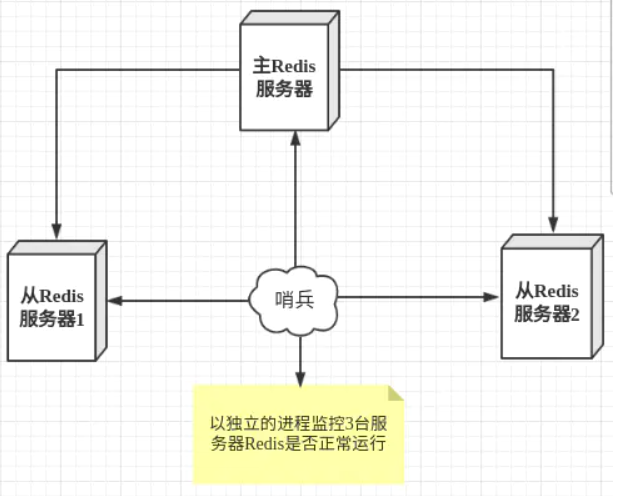 主Redis
服务器
从Redis
服务器1
哨兵
从Redis
服务器2
以独立的进程监控3台服
务器Redis是否正常运行